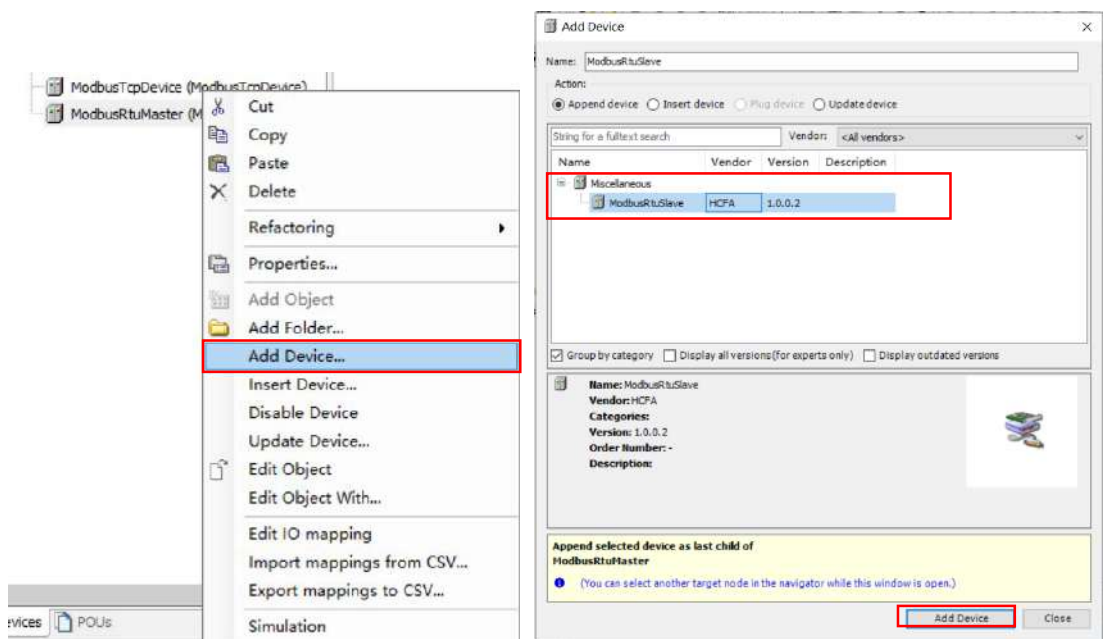 ModbusTcpDevice (ModbusTcpDevice)
ModbusRtuMaster (M
Cut
Copy
Paste
Delete
Refactoring
Properties...
Add Object
Add Folder...
Add Device...
Insert Device...
Disable Device
Update Device...
Edit Object
Edit Object With...
Edit IO mapping
Import mappings from CSV...
Export mappings to CSV...
Simulation
evices POUs
Add Device
Name: ModbusRtuSlave
Action:
Append device Insert device Plug device Update device
String for a fulltext search Vendor: <All vendors>
Name Vendor Version Description
Miscellaneous
ModbusRtuSlave HCFA 1.0.0.2
Group by category Display all versions(for experts only) Display outdated versions
Name: ModbusRtuSlave
Vendor: HCFA
Categories:
Version: 1.0.0.2
Order Number: -
Description:
Append selected device as last child of
ModbusRtuMaster
(You can select another target node in the navigator while this window is open.)
Add Device Close